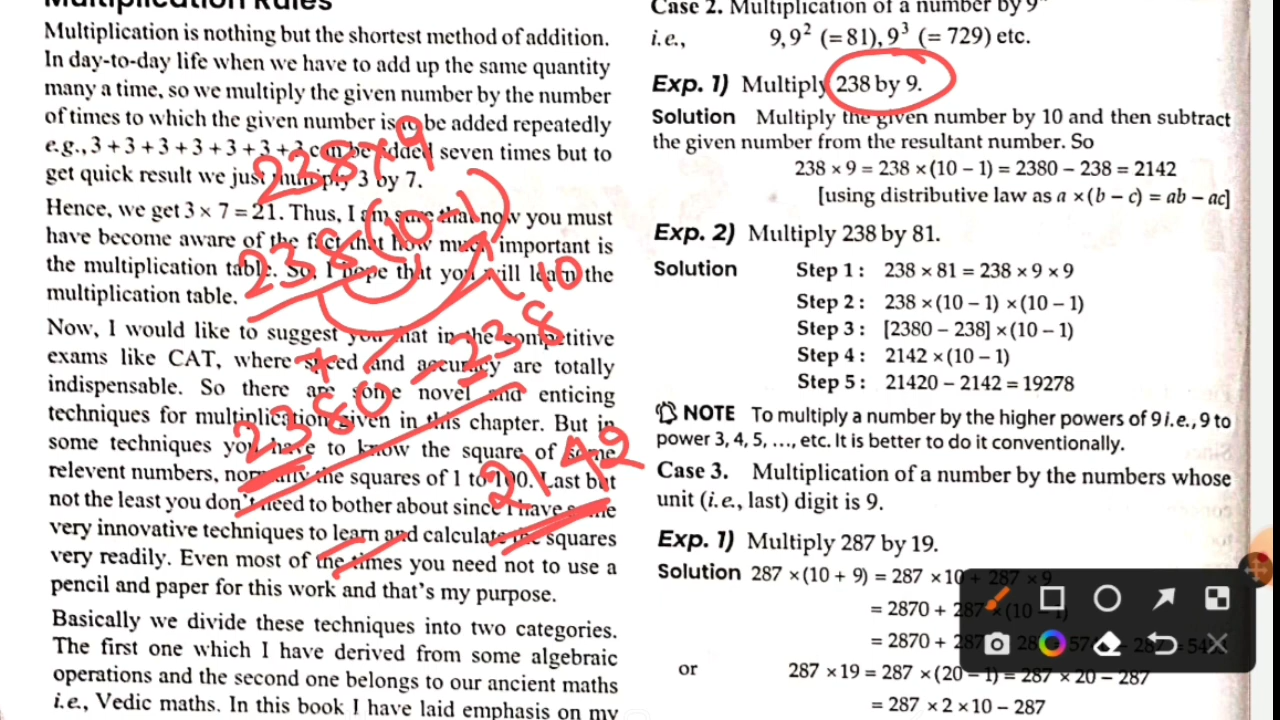 Multiplication Rules
Multiplication is nothing but the shortest method of addition.
In day-to-day life when we have to add up the same quantity
many a time, so we multiply the given number by the number
of times to which the given number is to be added repeatedly
e.g., 3 + 3 + 3 + 3 + 3 + 3 + 3 can be added seven times but to
get quick result we just multiply 3 by 7.
Hence, we get 3 × 7 = 21. Thus, I am sure that now you must
have become aware of the fact that how much important is
the multiplication table. So, I hope that you will learn the
multiplication table.
Now, I would like to suggest you that in the competitive
exams like CAT, where speed and accuracy are totally
indispensable. So there are some novel and enticing
techniques for multiplication given in this chapter. But in
some techniques you have to know the square of some
relevent numbers, normally the squares of 1 to 100. Last but
not the least you don't need to bother about since I have some
very innovative techniques to learn and calculate the squares
very readily. Even most of the times you need not to use a
pencil and paper for this work and that's my purpose.
Basically we divide these techniques into two categories.
The first one which I have derived from some algebraic
operations and the second one belongs to our ancient maths
i.e., Vedic maths. In this book I have laid emphasis on my
238×9
238(10-1)
10
2380 - 238
2142
Case 2. Multiplication of a number by 9
i.e., 9, 9² (= 81), 9³ (= 729) etc.
Exp. 1) Multiply 238 by 9.
Solution Multiply the given number by 10 and then subtract
the given number from the resultant number. So
238 × 9 = 238 × (10 – 1) = 2380 – 238 = 2142
[using distributive law as a × (b – c) = ab – ac]
Exp. 2) Multiply 238 by 81.
Solution Step 1 : 238 × 81 = 238 × 9 × 9
Step 2 : 238 × (10 – 1) × (10 – 1)
Step 3 : [2380 – 238] × (10 – 1)
Step 4 : 2142 × (10 – 1)
Step 5 : 21420 – 2142 = 19278
NOTE To multiply a number by the higher powers of 9 i.e., 9 to
power 3, 4, 5, ..., etc. It is better to do it conventionally.
Case 3. Multiplication of a number by the numbers whose
unit (i.e., last) digit is 9.
Exp. 1) Multiply 287 by 19.
Solution 287 × (10 + 9) = 287 × 10 + 287 × 9
= 2870 + 287 × (10 – 1)
= 2870 + 287
or 287 × 19 = 287 × (20 – 1) = 287 × 20 – 287
= 287 × 2 × 10 – 287